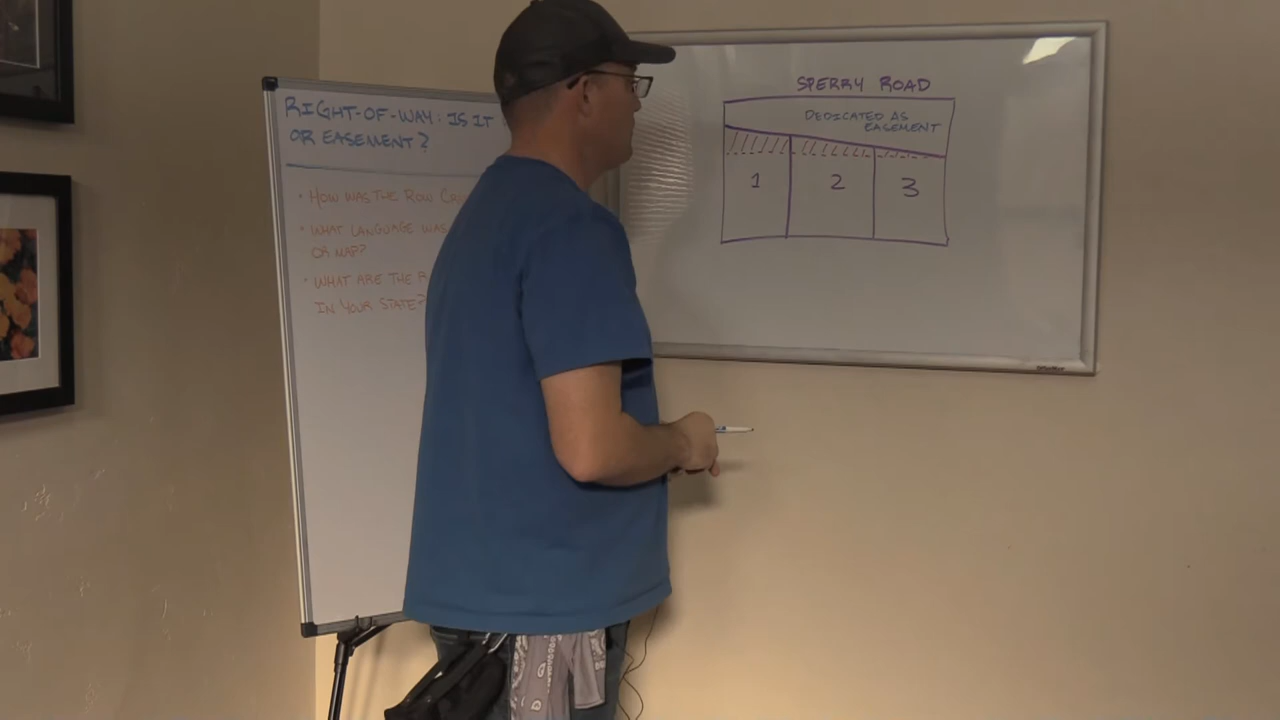 RIGHT-OF-WAY: IS IT
OR EASEMENT?
• HOW WAS THE ROW
• WHAT LANGUAGE WAS
OR MAP?
• WHAT ARE THE
IN YOUR STATE?
SPERRY ROAD
DEDICATED AS
EASEMENT
1 2 3